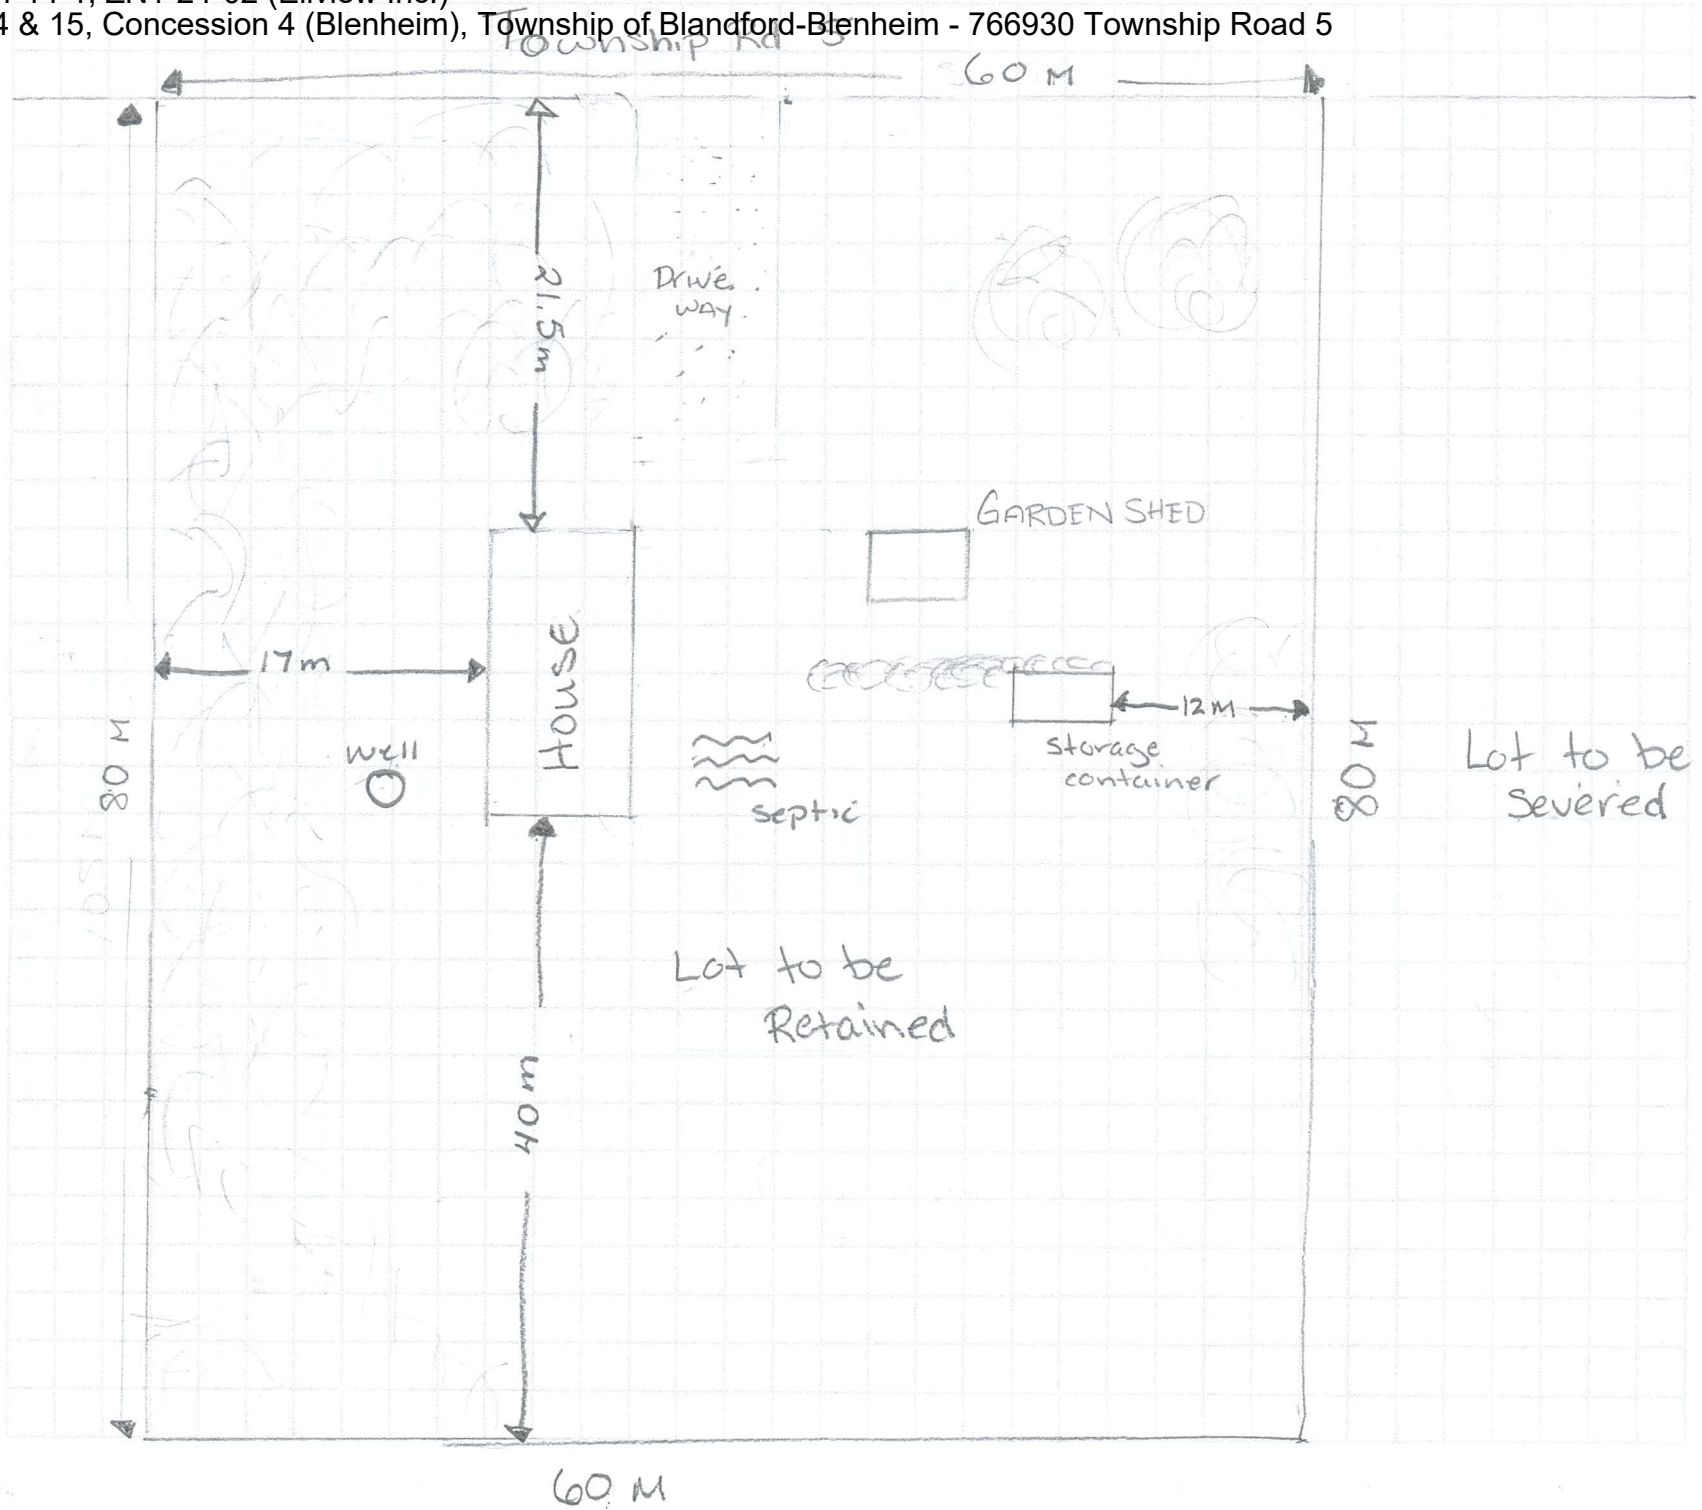 4 & 15, Concession 4 (Blenheim), Township of Blandford-Blenheim - 766930 Township Road 5
Township Rd 5
60 M
21.5m
Drive
way
GARDEN SHED
17m
House
12M
80 M
well
storage
container
septic
80 M
Lot to be
Severed
Lot to be
Retained
40m
60 M